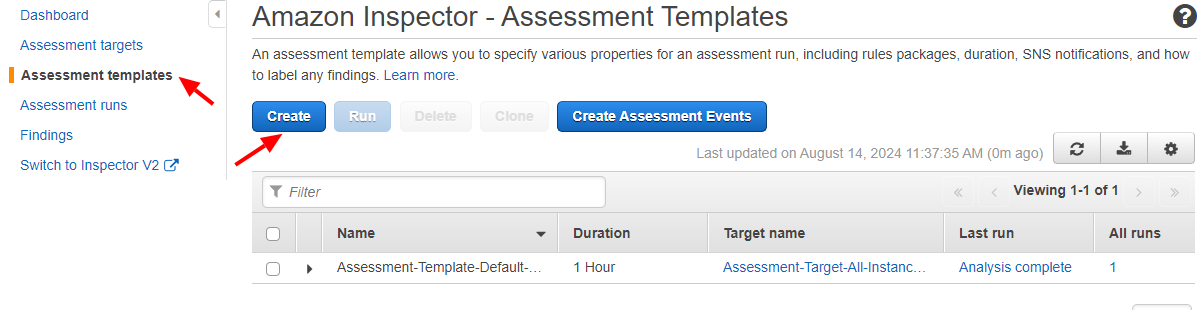 Dashboard
Assessment targets
Assessment templates
Assessment runs
Findings
Switch to Inspector V2
Amazon Inspector - Assessment Templates
?
An assessment template allows you to specify various properties for an assessment run, including rules packages, duration, SNS notifications, and how
to label any findings. Learn more.
Create Run Delete Clone Create Assessment Events
Last updated on August 14, 2024 11:37:35 AM (0m ago)
Filter
« ‹ Viewing 1-1 of 1 › »
Name Duration Target name Last run All runs
Assessment-Template-Default-... 1 Hour Assessment-Target-All-Instanc... Analysis complete 1